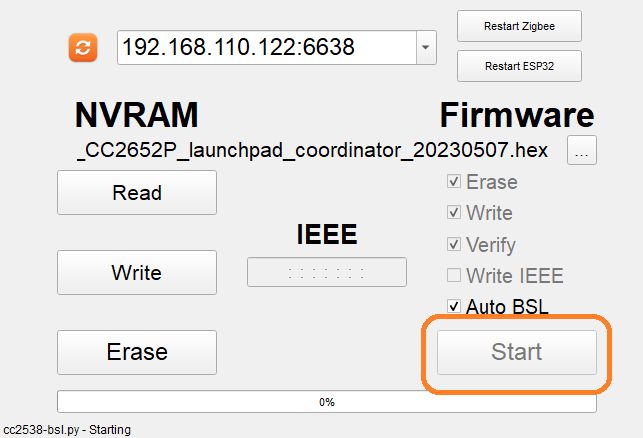 192.168.110.122:6638
Restart Zigbee
Restart ESP32
NVRAM
Firmware
_CC2652P_launchpad_coordinator_20230507.hex
...
Read
Erase
Write
Verify
Write IEEE
Auto BSL
IEEE
: : : : : : :
Write
Erase
Start
0%
cc2538-bsl.py - Starting